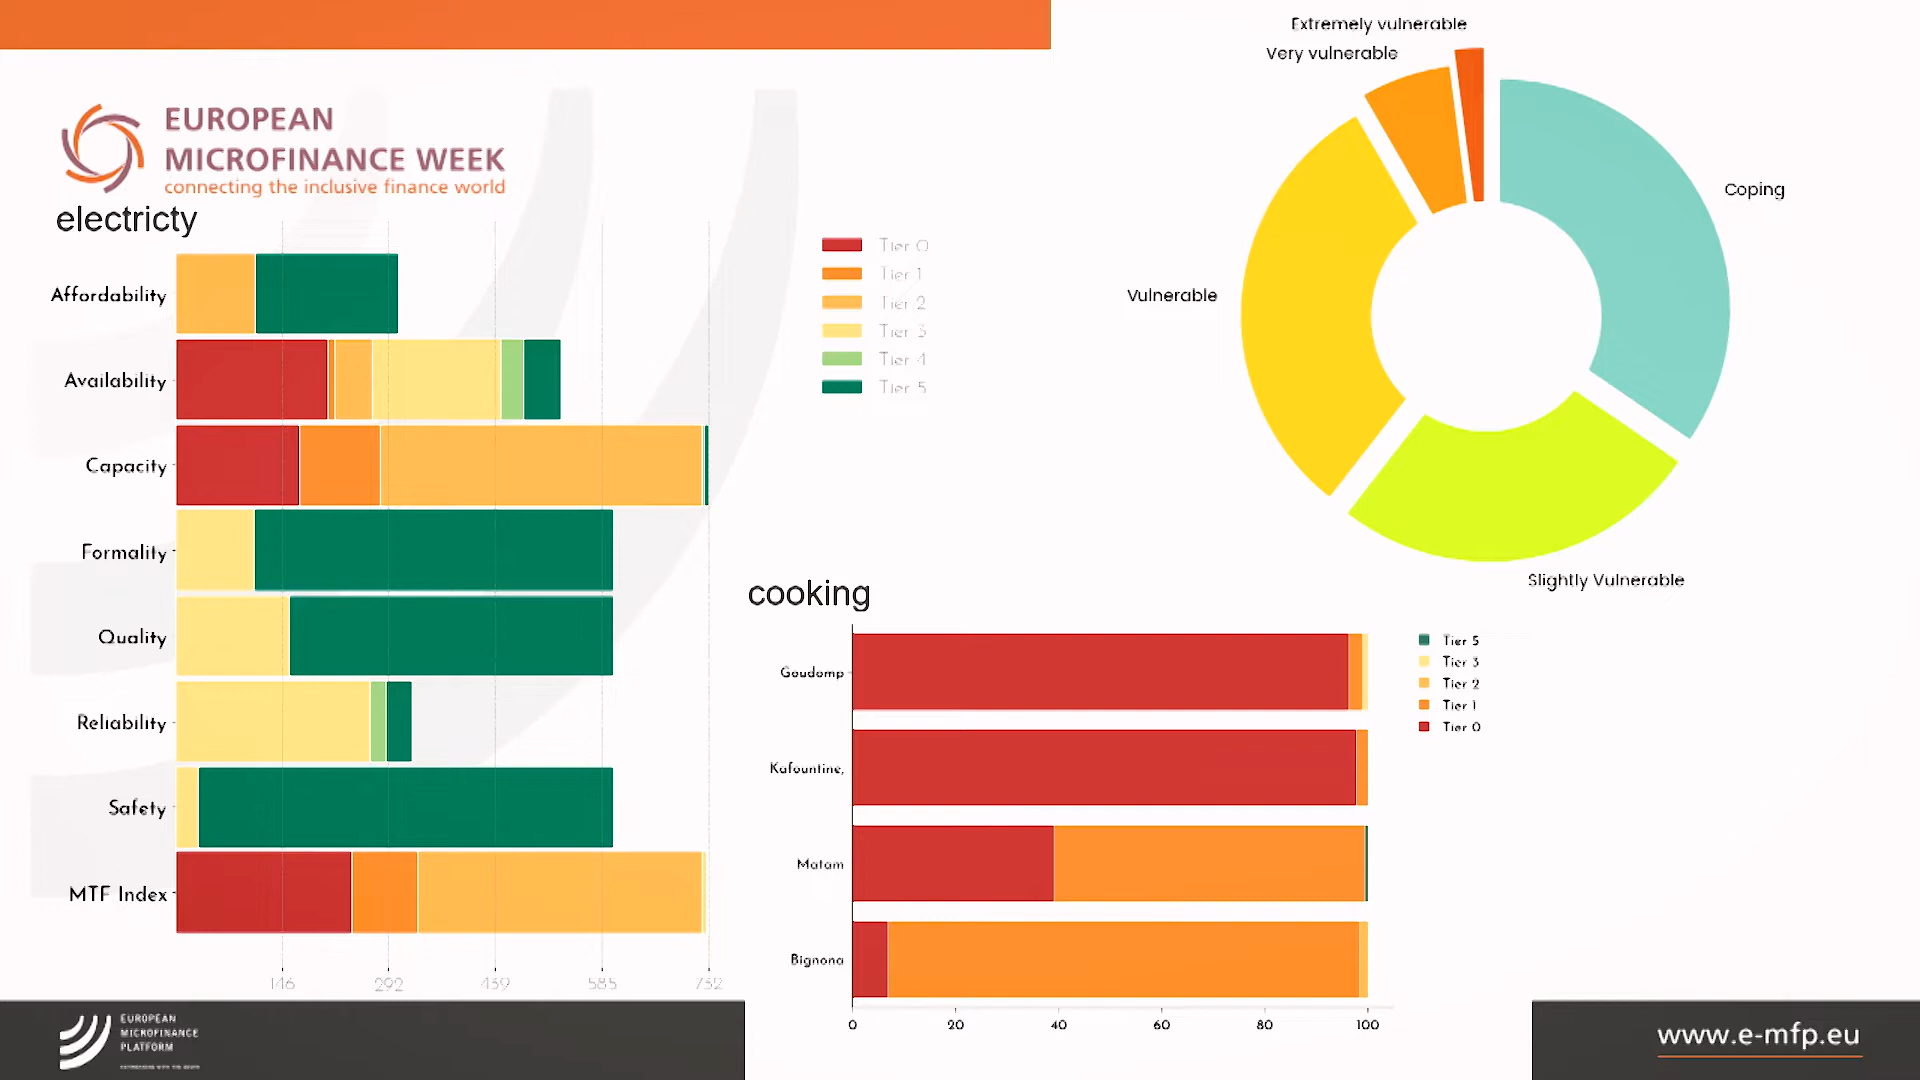 Extremely vulnerable
Very vulnerable
Coping
Vulnerable
Slightly Vulnerable
EUROPEAN
MICROFINANCE WEEK
connecting the inclusive finance world
electricty
Affordability
Availability
Capacity
Formality
Quality
Reliability
Safety
MTF Index
146 292 439 585 732
Tier 0
Tier 1
Tier 2
Tier 3
Tier 4
Tier 5
cooking
Goudomp
Kafountine,
Matam
Bignona
0 20 40 60 80 100
Tier 5
Tier 3
Tier 2
Tier 1
Tier 0
EUROPEAN
MICROFINANCE
PLATFORM
www.e-mfp.eu